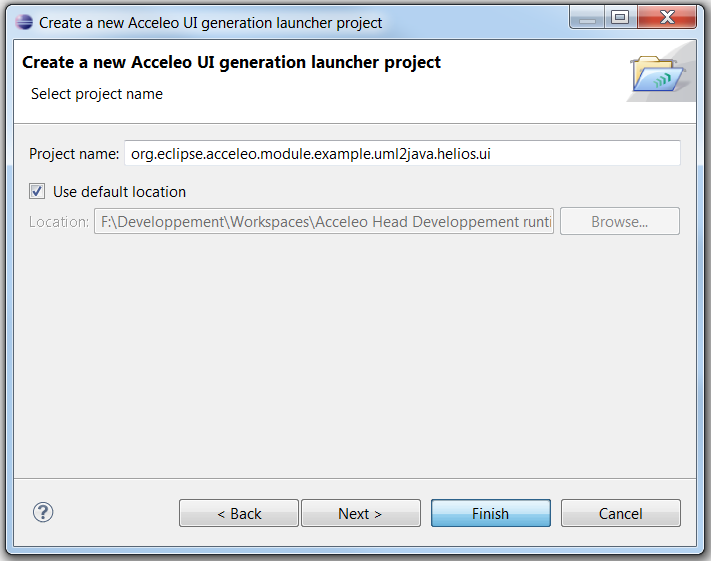 Create a new Acceleo UI generation launcher project
Create a new Acceleo UI generation launcher project
Select project name
Project name: org.eclipse.acceleo.module.example.uml2java.helios.ui
Use default location
Location: F:\Developpement\Workspaces\Acceleo Head Developpement runti Browse...
? < Back Next > Finish Cancel